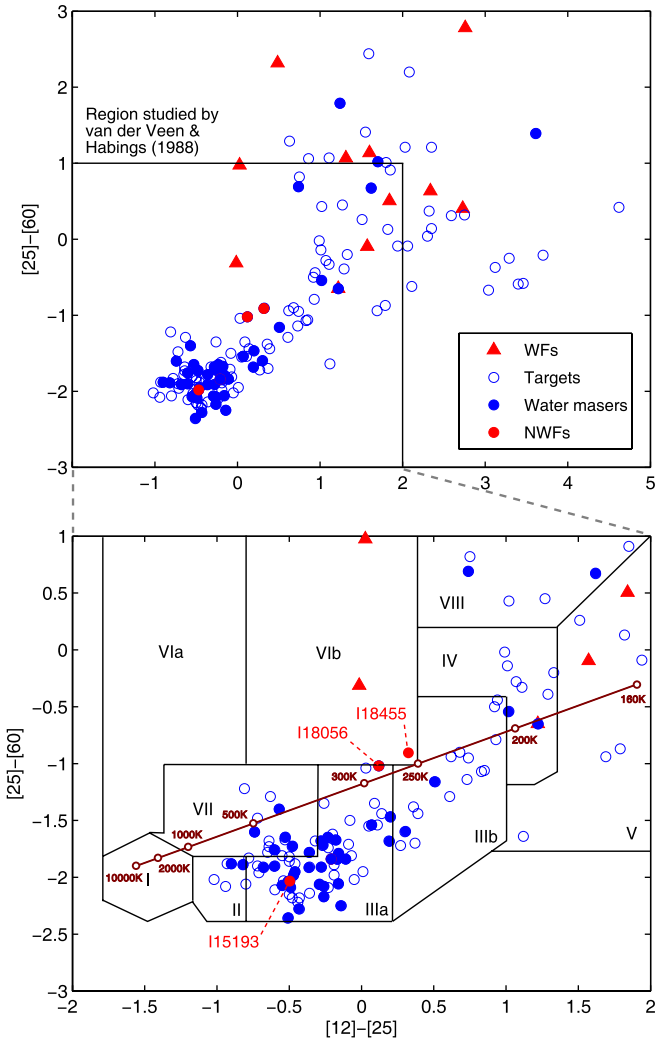 3
2
1
0
−1
−2
−3
[25]−[60]
Region studied by
van der Veen &
Habings (1988)
WFs
Targets
Water masers
NWFs
−1 0 1 2 3 4 5
1
0.5
0
−0.5
−1
−1.5
−2
−2.5
−3
[25]−[60]
VIII
VIa
VIb
IV
I18455
I18056
160K
200K
250K
300K
VII
500K
1000K
2000K
10000K
I
II
IIIa
IIIb
V
I15193
−2 −1.5 −1 −0.5 0 0.5 1 1.5 2
[12]−[25]